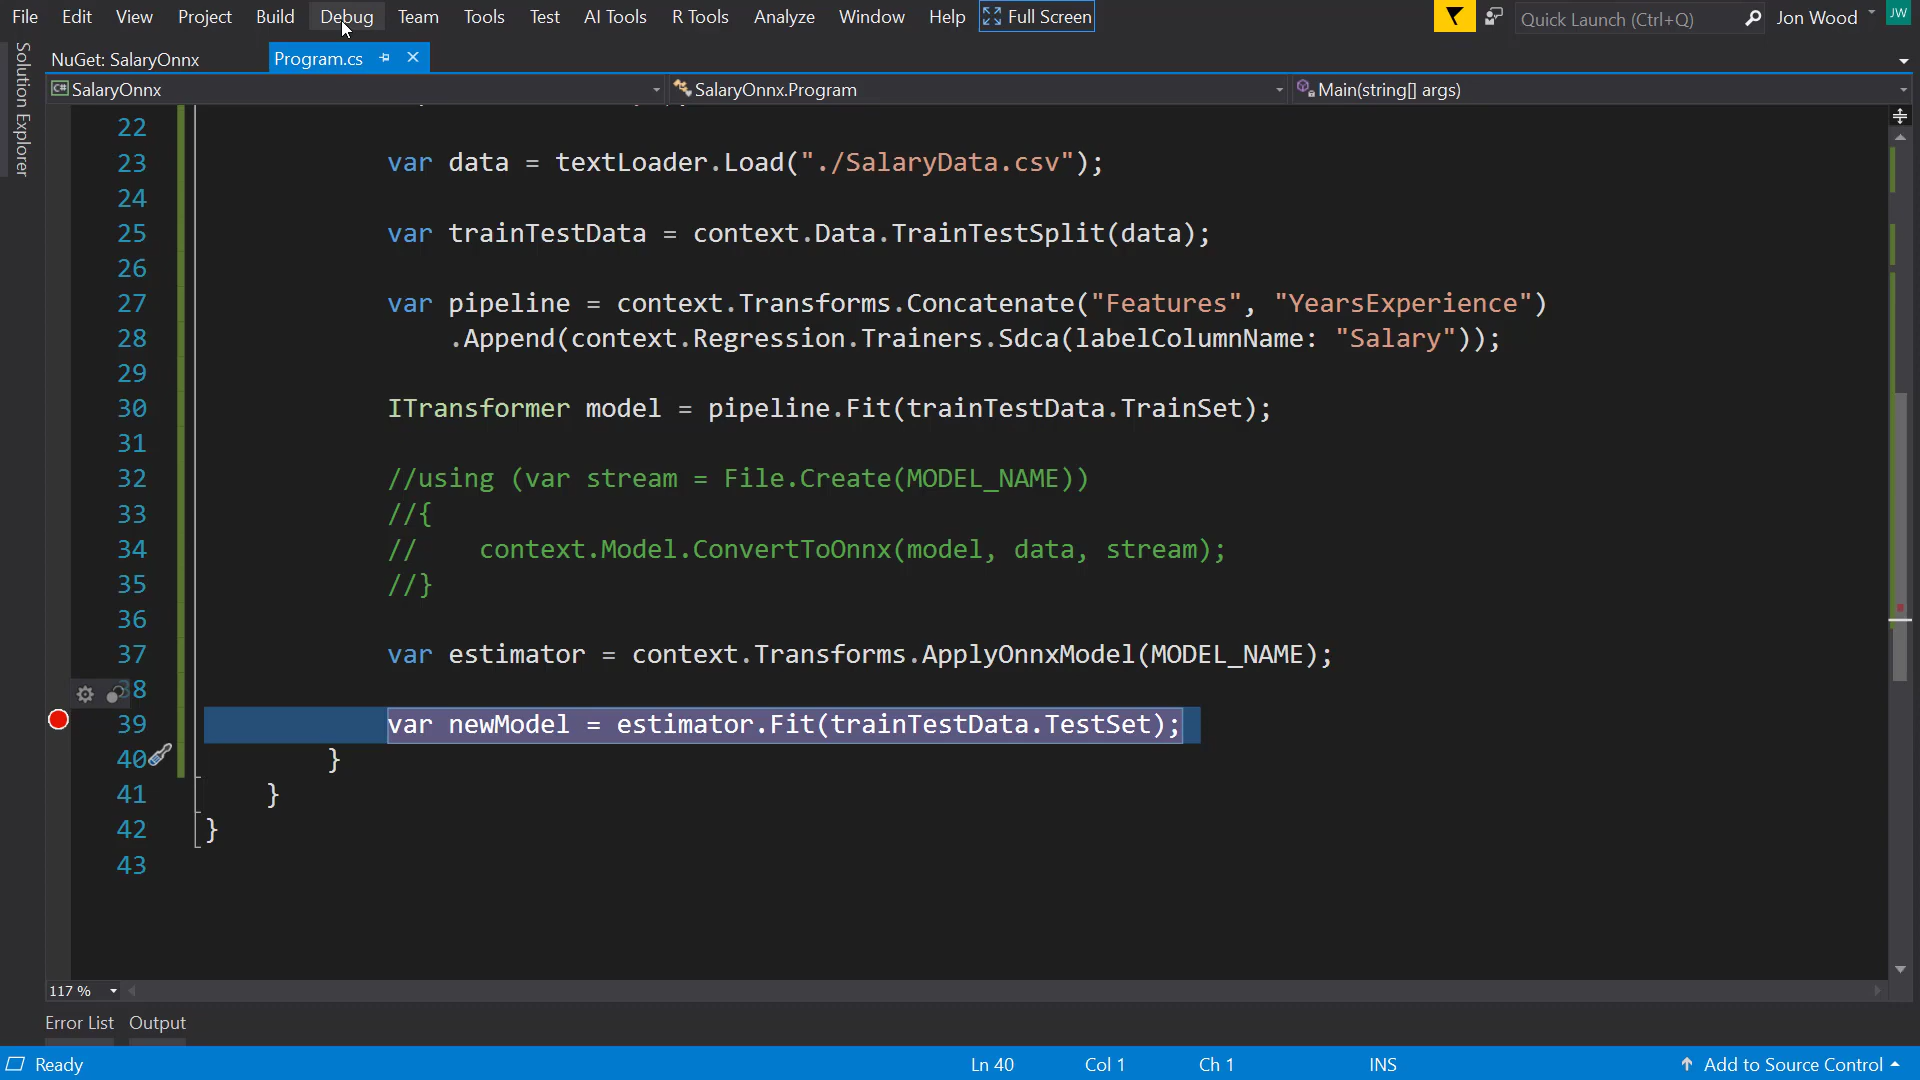 File Edit View Project Build Debug Team Tools Test AI Tools R Tools Analyze Window Help Full Screen Quick Launch (Ctrl+Q) Jon Wood JW
Solution Explorer
NuGet: SalaryOnnx Program.cs
SalaryOnnx SalaryOnnx.Program Main(string[] args)
22
23 var data = textLoader.Load("./SalaryData.csv");
24
25 var trainTestData = context.Data.TrainTestSplit(data);
26
27 var pipeline = context.Transforms.Concatenate("Features", "YearsExperience")
28 .Append(context.Regression.Trainers.Sdca(labelColumnName: "Salary"));
29
30 ITransformer model = pipeline.Fit(trainTestData.TrainSet);
31
32 //using (var stream = File.Create(MODEL_NAME))
33 //{
34 // context.Model.ConvertToOnnx(model, data, stream);
35 //}
36
37 var estimator = context.Transforms.ApplyOnnxModel(MODEL_NAME);
38
39 var newModel = estimator.Fit(trainTestData.TestSet);
40 }
41 }
42 }
43
117 %
Error List Output
Ready Ln 40 Col 1 Ch 1 INS Add to Source Control